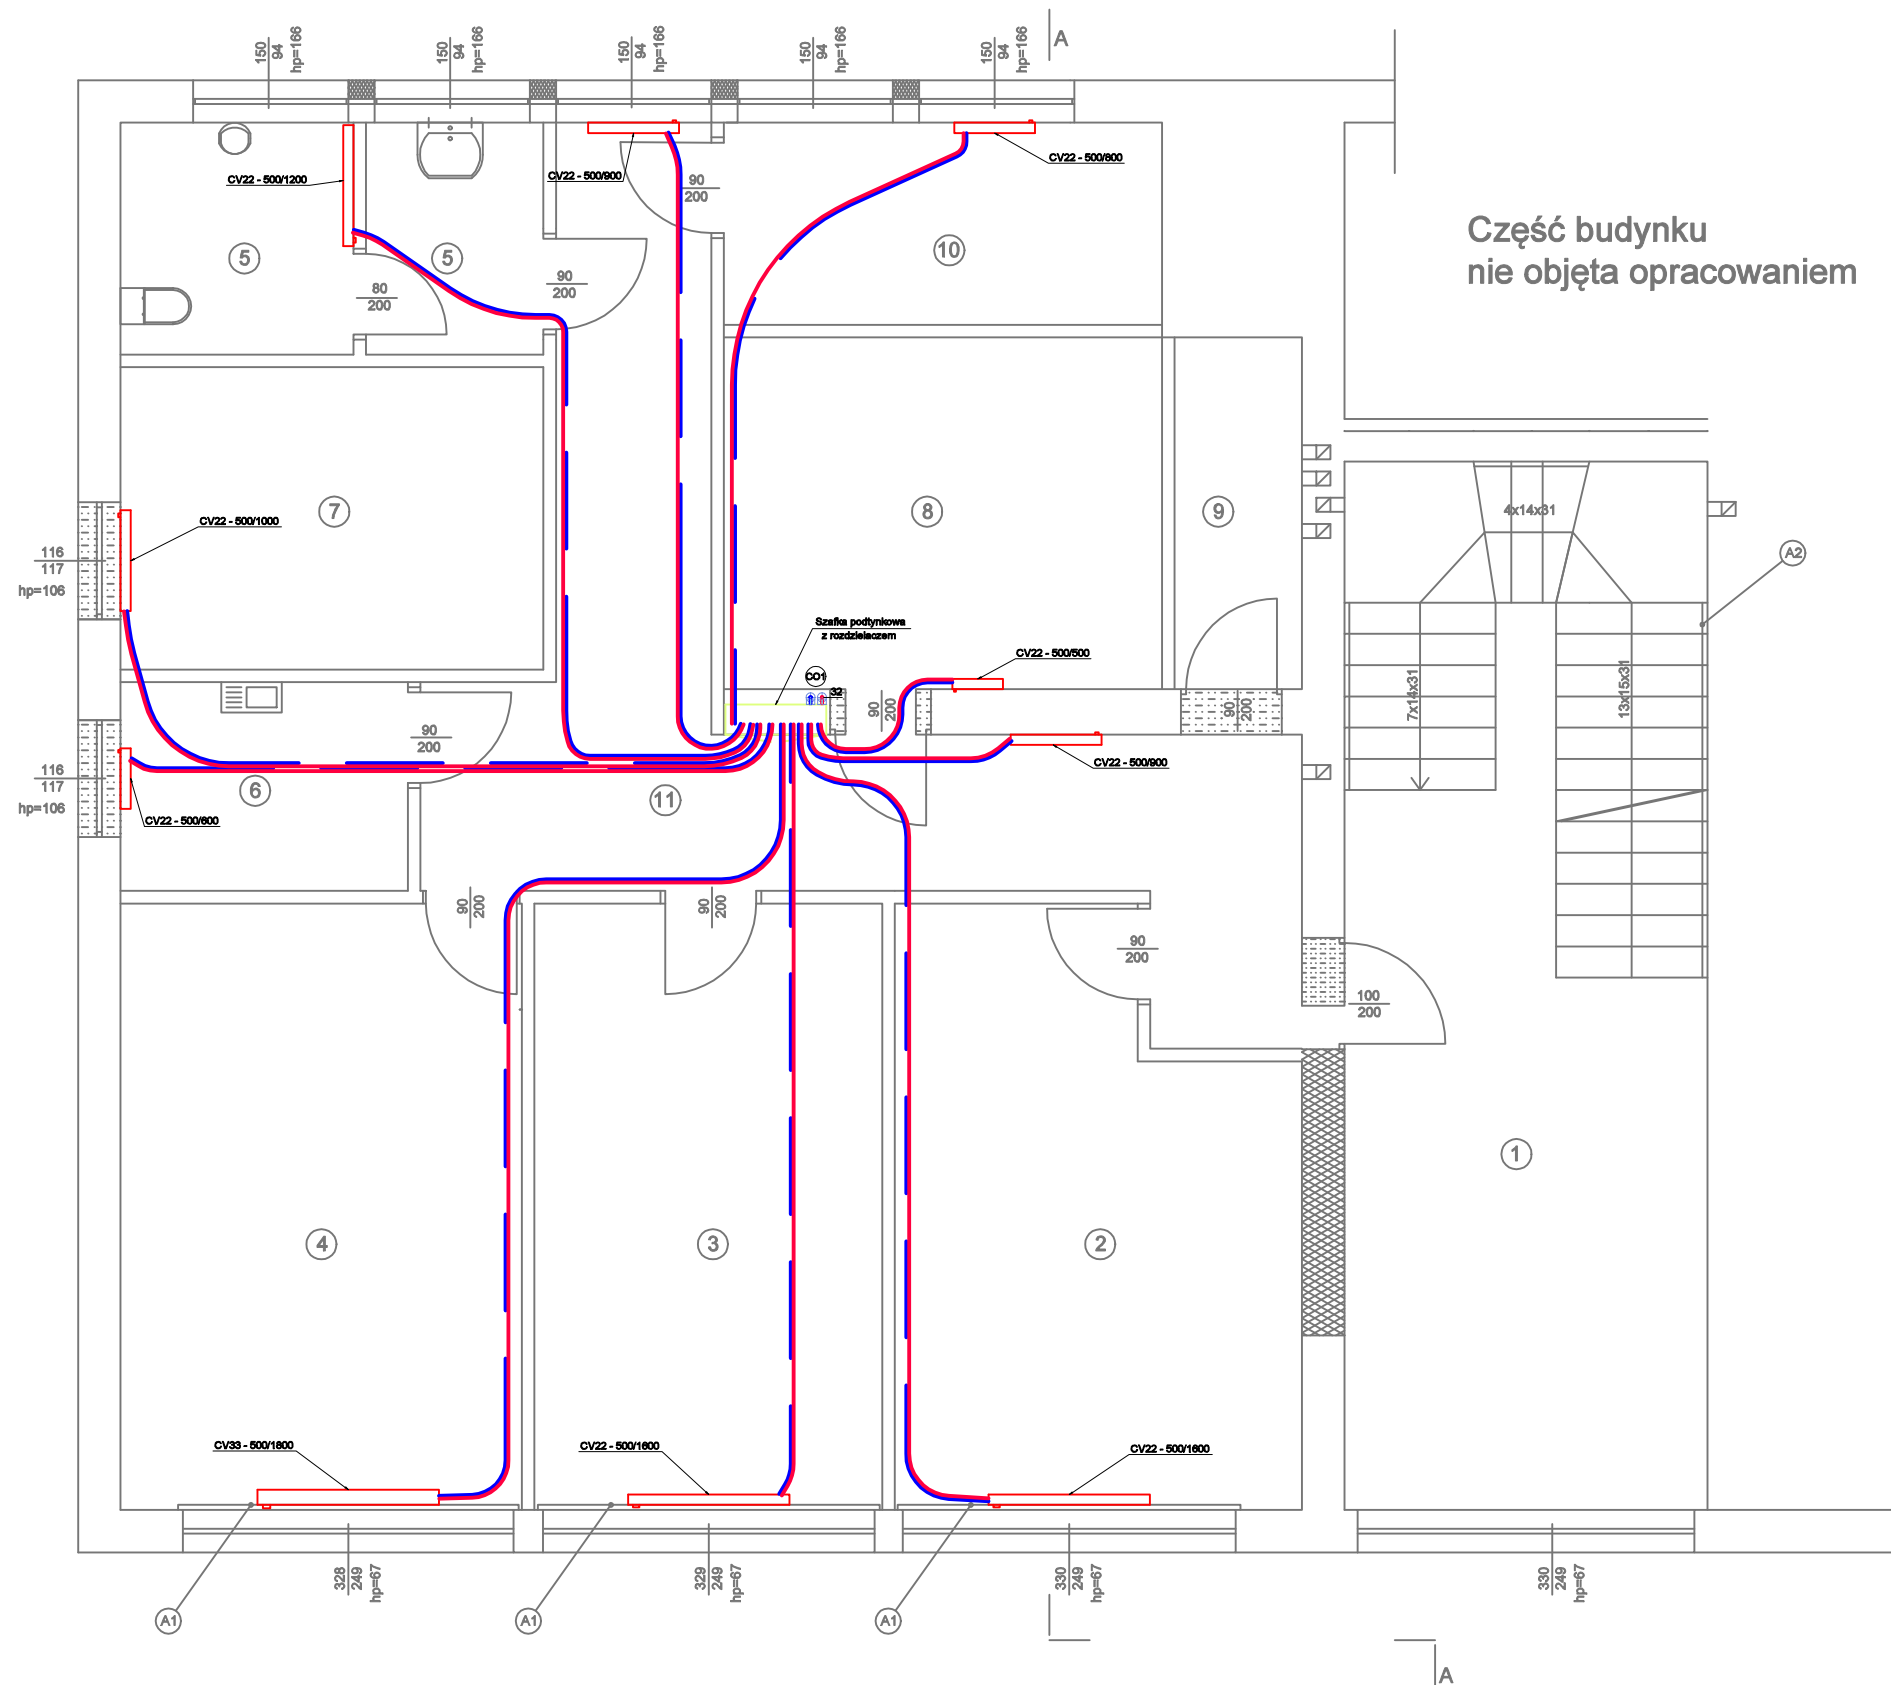 150
94
hp=166
150
94
hp=166
150
94
hp=166
150
94
hp=166
150
94
hp=166
A
CV22 - 500/1200
CV22 - 500/900
90
200
CV22 - 500/800
Część budynku
nie objęta opracowaniem
5
5
10
80
200
90
200
7
CV22 - 500/1000
8
9
4x14x31
116
117
hp=106
A2
Szafka podtynkowa
z rozdzielaczem
CV22 - 500/500
CO1
32
90
200
90
200
7x14x31
13x15x31
90
200
CV22 - 500/900
116
117
hp=106
6
11
CV22 - 500/600
90
200
90
200
90
200
100
200
1
4
3
2
CV33 - 500/1800
CV22 - 500/1600
CV22 - 500/1600
328
249
hp=67
329
249
hp=67
330
249
hp=67
330
249
hp=67
A1
A1
A1
A